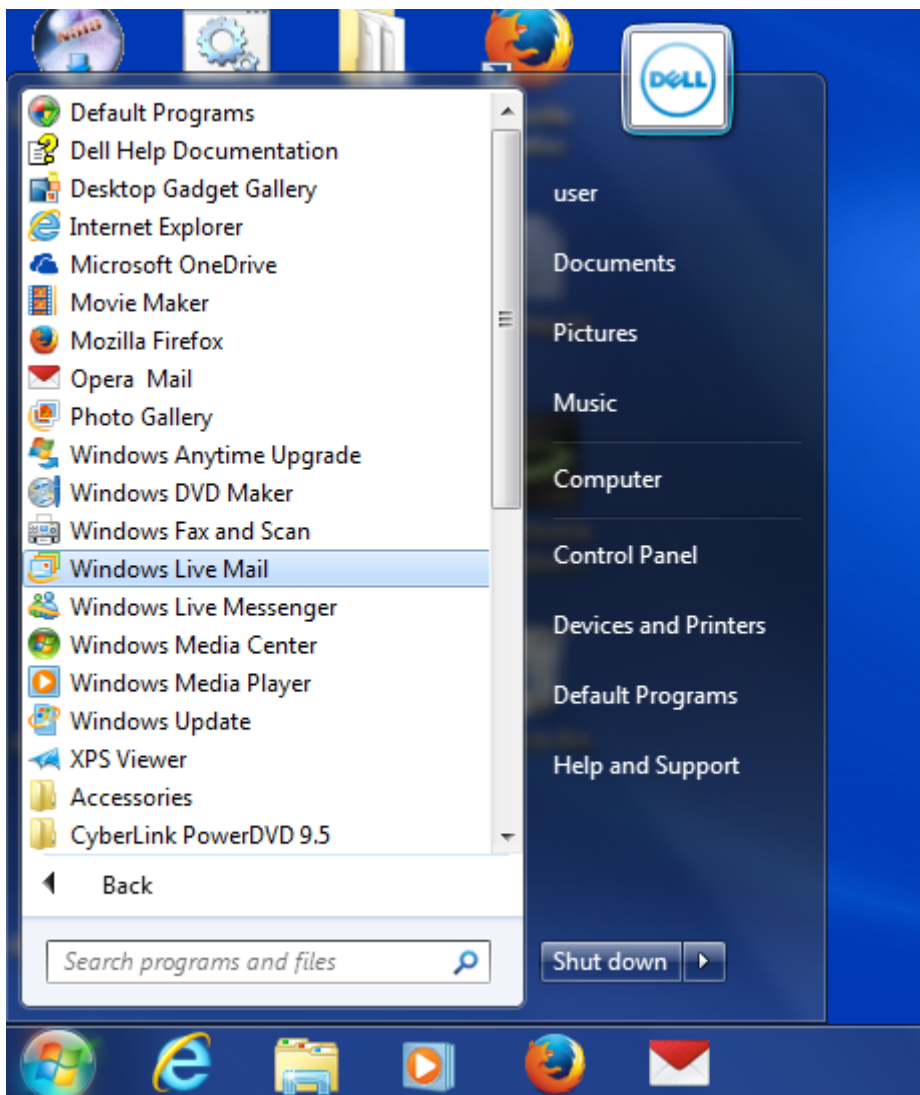 DELL
Default Programs
Dell Help Documentation
Desktop Gadget Gallery
Internet Explorer
Microsoft OneDrive
Movie Maker
Mozilla Firefox
Opera Mail
Photo Gallery
Windows Anytime Upgrade
Windows DVD Maker
Windows Fax and Scan
Windows Live Mail
Windows Live Messenger
Windows Media Center
Windows Media Player
Windows Update
XPS Viewer
Accessories
CyberLink PowerDVD 9.5
Back
Search programs and files
user
Documents
Pictures
Music
Computer
Control Panel
Devices and Printers
Default Programs
Help and Support
Shut down